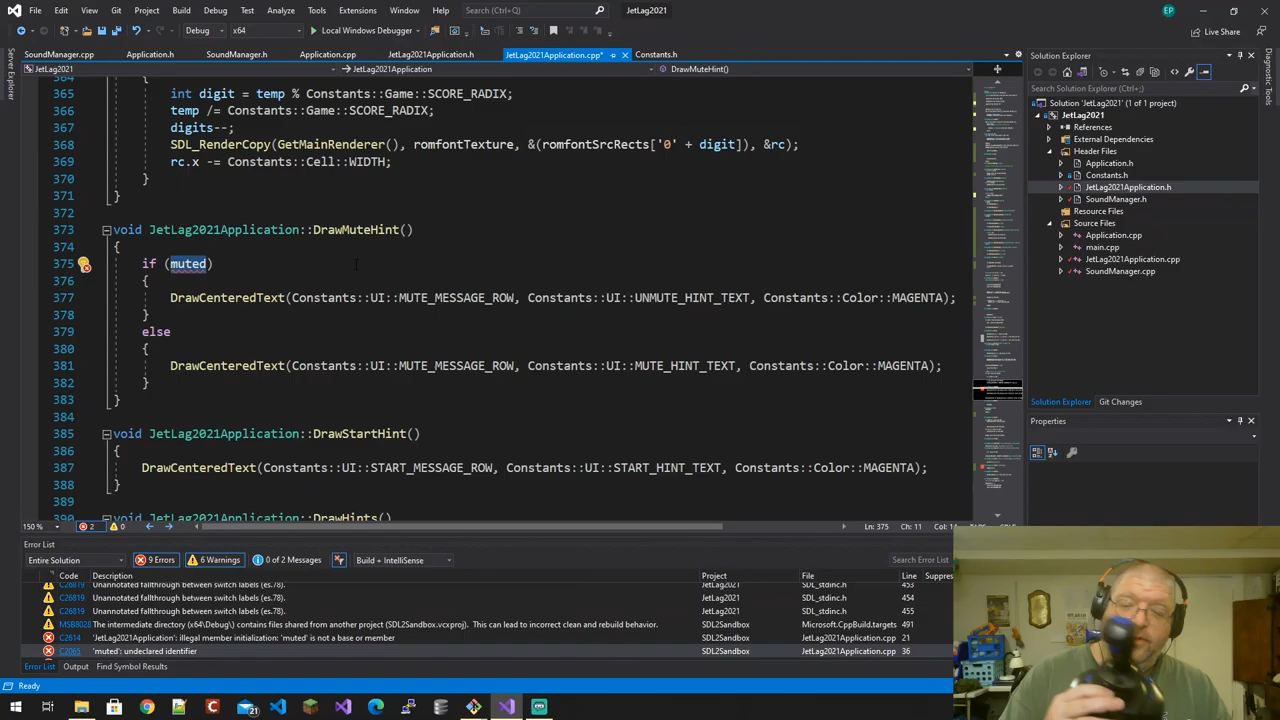 File Edit View Git Project Build Debug Test Analyze Tools Extensions Window Help Search (Ctrl+Q) JetLag2021 EP
Debug x64 Local Windows Debugger Live Share
SoundManager.cpp Application.h SoundManager.h Application.cpp JetLag2021Application.h JetLag2021Application.cpp* Constants.h
JetLag2021 JetLag2021Application DrawMuteHint()
Server Explorer
Diagnostic
364 }
365 int digit = temp % Constants::Game::SCORE_RADIX;
366 temp /= Constants::Game::SCORE_RADIX;
367 digits--;
368 SDL_RenderCopy(GetMainRenderer(), romfontTexture, &(romfontSrcRects['0' + digit]), &rc);
369 rc.x -= Constants::Cell::WIDTH;
370 }
371 }
372
373 void JetLag2021Application::DrawMuteHint()
374 {
375 if (muted)
376 {
377 DrawCenteredText(Constants::UI::MUTE_MESSAGE_ROW, Constants::UI::UNMUTE_HINT_TEXT, Constants::Color::MAGENTA);
378 }
379 else
380 {
381 DrawCenteredText(Constants::UI::MUTE_MESSAGE_ROW, Constants::UI::MUTE_HINT_TEXT, Constants::Color::MAGENTA);
382 }
383 }
384
385 void JetLag2021Application::DrawStartHint()
386 {
387 DrawCenteredText(Constants::UI::START_MESSAGE_ROW, Constants::UI::START_HINT_TEXT, Constants::Color::MAGENTA);
388 }
389
390 void JetLag2021Application::DrawHints()
150 % 2 0 Ln: 375 Ch: 11
Solution Explorer
Search Solution Explorer (Ctrl+;)
Solution 'JetLag2021' (1 of 1 project)
JetLag2021
References
External Dependencies
Header Files
Application.h
Constants.h
JetLag2021Application.h
SoundManager.h
Resource Files
Source Files
Application.cpp
main.cpp
JetLag2021Application.cpp
SoundManager.cpp
Solution Explorer Git Changes
Properties
Error List
Entire Solution 9 Errors 6 Warnings 0 of 2 Messages Build + IntelliSense Search Error List
Code Description Project File Line Suppres
C26819 Unannotated fallthrough between switch labels (es.78). JetLag2021 SDL_stdinc.h 453
C26819 Unannotated fallthrough between switch labels (es.78). JetLag2021 SDL_stdinc.h 454
C26819 Unannotated fallthrough between switch labels (es.78). JetLag2021 SDL_stdinc.h 455
MSB8028 The intermediate directory (x64\Debug\) contains files shared from another project (SDL2Sandbox.vcxproj). This can lead to incorrect clean and rebuild behavior. SDL2Sandbox Microsoft.CppBuild.targets 491
C2614 'JetLag2021Application': illegal member initialization: 'muted' is not a base or member SDL2Sandbox JetLag2021Application.cpp 21
C2065 'muted': undeclared identifier SDL2Sandbox JetLag2021Application.cpp 36
Error List Output Find Symbol Results
Ready